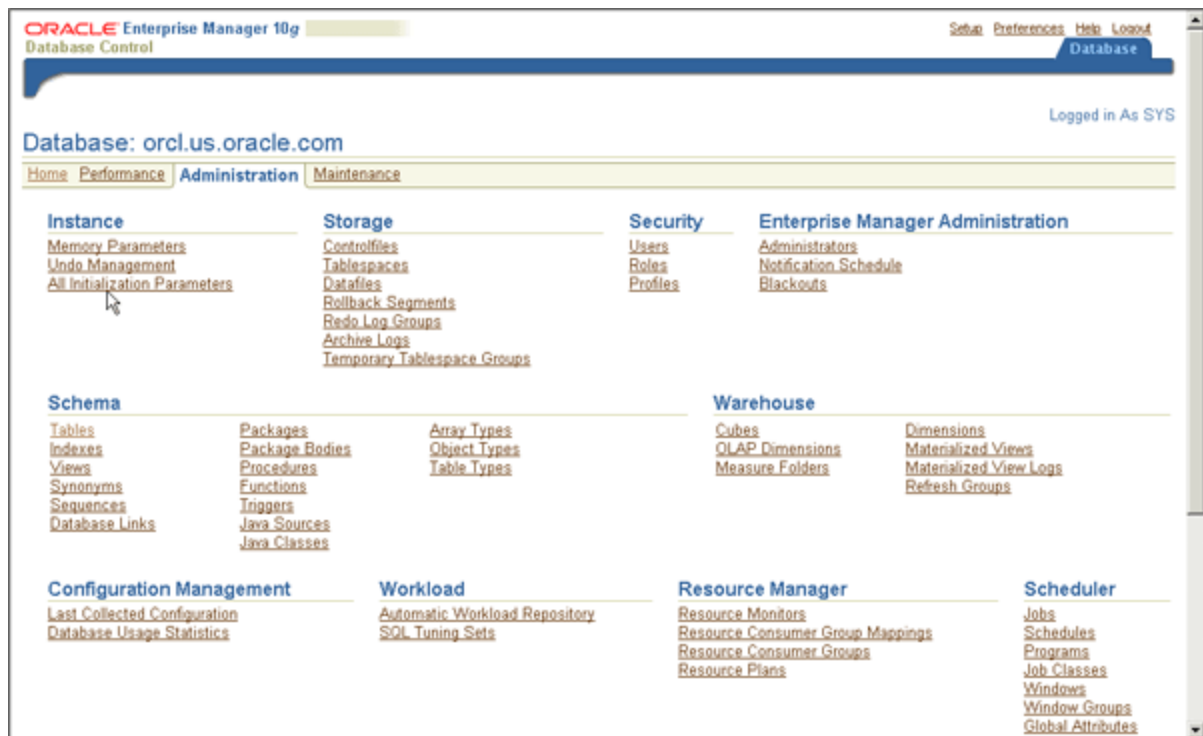 ORACLE Enterprise Manager 10g
Database Control
Setup Preferences Help Logout
Database
Logged in As SYS
Database: orcl.us.oracle.com
Home Performance Administration Maintenance
Instance
Memory Parameters
Undo Management
All Initialization Parameters
Storage
Controlfiles
Tablespaces
Datafiles
Rollback Segments
Redo Log Groups
Archive Logs
Temporary Tablespace Groups
Security
Users
Roles
Profiles
Enterprise Manager Administration
Administrators
Notification Schedule
Blackouts
Schema
Tables
Indexes
Views
Synonyms
Sequences
Database Links
Packages
Package Bodies
Procedures
Functions
Triggers
Java Sources
Java Classes
Array Types
Object Types
Table Types
Warehouse
Cubes
OLAP Dimensions
Measure Folders
Dimensions
Materialized Views
Materialized View Logs
Refresh Groups
Configuration Management
Last Collected Configuration
Database Usage Statistics
Workload
Automatic Workload Repository
SQL Tuning Sets
Resource Manager
Resource Monitors
Resource Consumer Group Mappings
Resource Consumer Groups
Resource Plans
Scheduler
Jobs
Schedules
Programs
Job Classes
Windows
Window Groups
Global Attributes